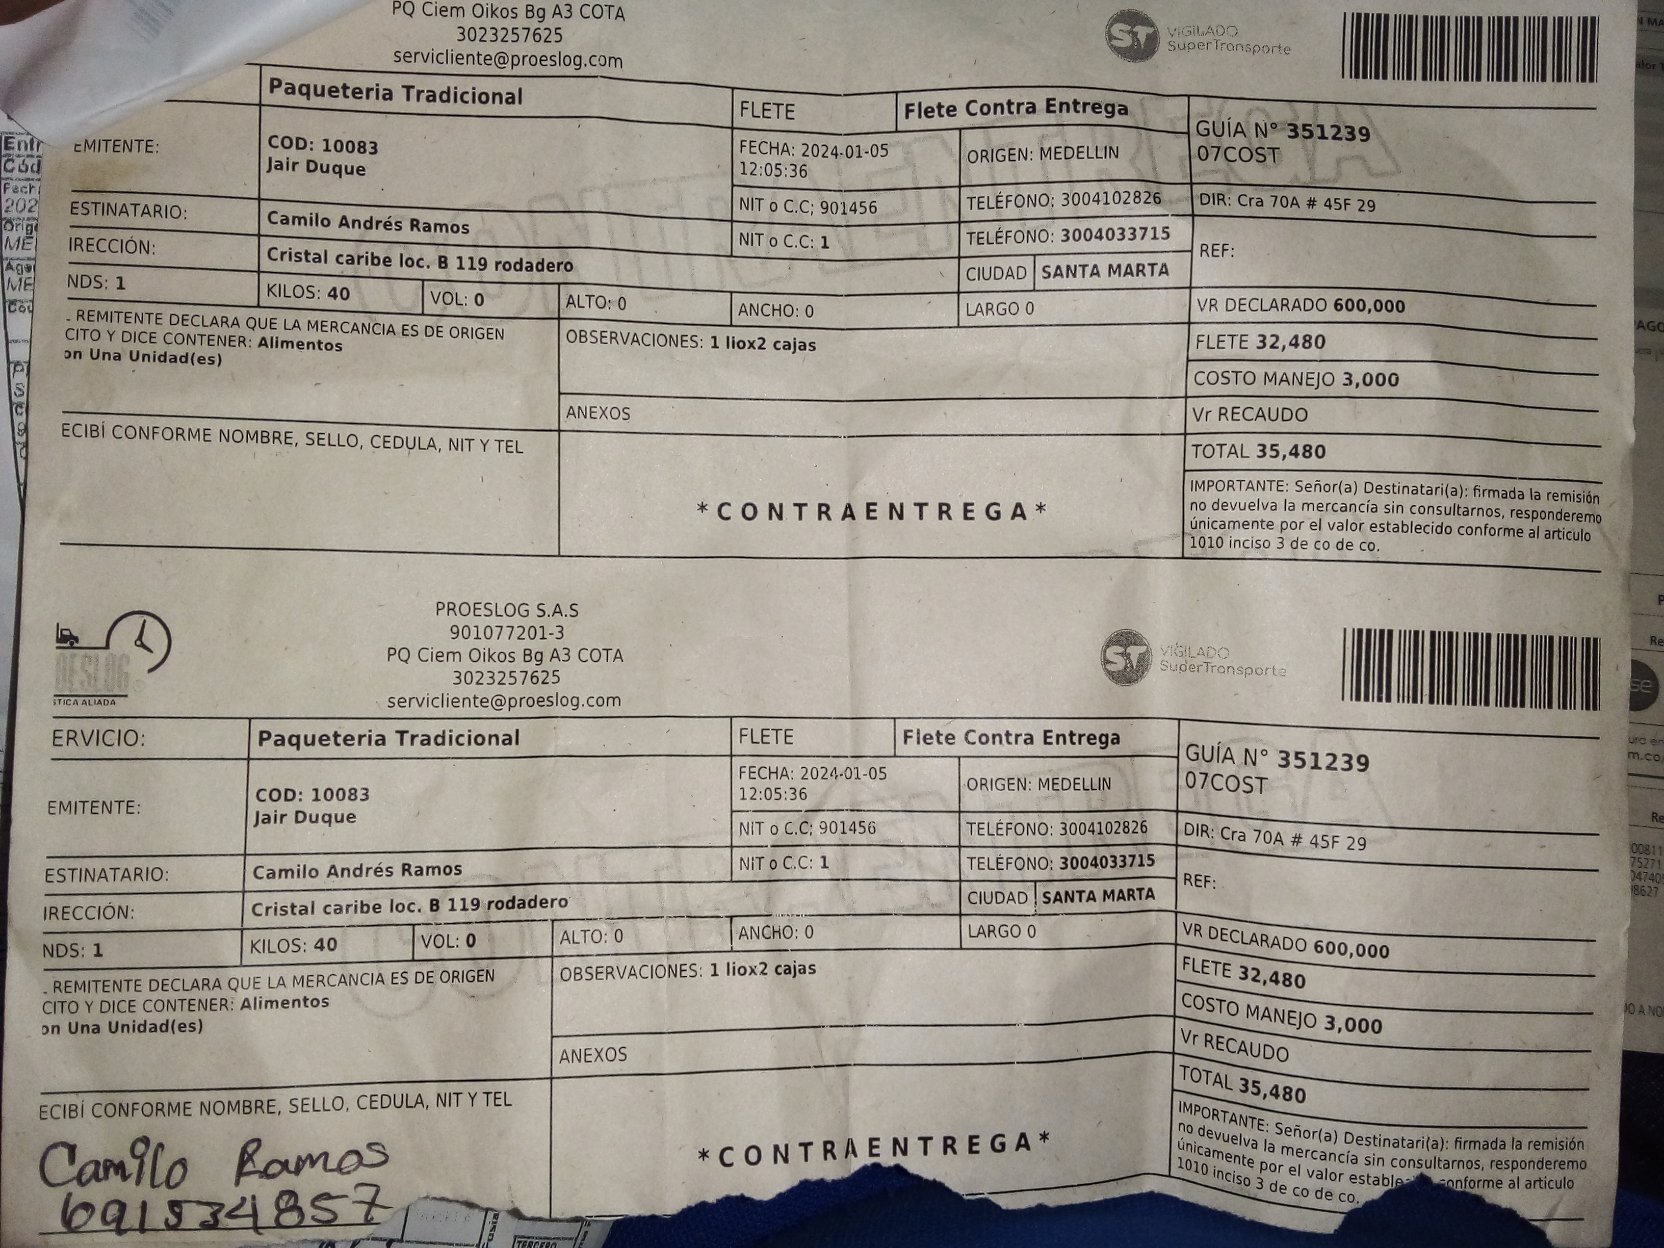 PQ Ciem Oikos Bg A3 COTA
3023257625
servicliente@proeslog.com
ST VIGILADO
SuperTransporte
Paqueteria Tradicional
FLETE
Flete Contra Entrega
GUÍA N° 351239
07COST
EMITENTE:
COD: 10083
Jair Duque
FECHA: 2024-01-05
12:05:36
ORIGEN: MEDELLIN
NIT o C.C; 901456
TELÉFONO; 3004102826
DIR: Cra 70A # 45F 29
ESTINATARIO:
Camilo Andrés Ramos
NIT o C.C: 1
TELÉFONO: 3004033715
REF:
IRECCIÓN:
Cristal caribe loc. B 119 rodadero
CIUDAD SANTA MARTA
NDS: 1
KILOS: 40
VOL: 0
ALTO: 0
ANCHO: 0
LARGO 0
VR DECLARADO 600,000
. REMITENTE DECLARA QUE LA MERCANCIA ES DE ORIGEN
CITO Y DICE CONTENER: Alimentos
on Una Unidad(es)
OBSERVACIONES: 1 liox2 cajas
FLETE 32,480
COSTO MANEJO 3,000
ANEXOS
Vr RECAUDO
ECIBÍ CONFORME NOMBRE, SELLO, CEDULA, NIT Y TEL
TOTAL 35,480
*CONTRAENTREGA*
IMPORTANTE: Señor(a) Destinatari(a): firmada la remisión
no devuelva la mercancía sin consultarnos, responderemo
únicamente por el valor establecido conforme al articulo
1010 inciso 3 de co de co.
PROESLOG S.A.S
901077201-3
PQ Ciem Oikos Bg A3 COTA
3023257625
servicliente@proeslog.com
OESLOG
STICA ALIADA
ST VIGILADO
SuperTransporte
ERVICIO:
Paqueteria Tradicional
FLETE
Flete Contra Entrega
GUÍA N° 351239
07COST
EMITENTE:
COD: 10083
Jair Duque
FECHA: 2024-01-05
12:05:36
ORIGEN: MEDELLIN
NIT o C.C; 901456
TELÉFONO; 3004102826
DIR: Cra 70A # 45F 29
ESTINATARIO:
Camilo Andrés Ramos
NIT o C.C: 1
TELÉFONO: 3004033715
REF:
IRECCIÓN:
Cristal caribe loc. B 119 rodadero
CIUDAD SANTA MARTA
NDS: 1
KILOS: 40
VOL: 0
ALTO: 0
ANCHO: 0
LARGO 0
VR DECLARADO 600,000
. REMITENTE DECLARA QUE LA MERCANCIA ES DE ORIGEN
CITO Y DICE CONTENER: Alimentos
on Una Unidad(es)
OBSERVACIONES: 1 liox2 cajas
FLETE 32,480
COSTO MANEJO 3,000
ANEXOS
Vr RECAUDO
TOTAL 35,480
ECIBÍ CONFORME NOMBRE, SELLO, CEDULA, NIT Y TEL
Camilo Ramos
691534857
*CONTRAENTREGA*
IMPORTANTE: Señor(a) Destinatari(a): firmada la remisión
no devuelva la mercancía sin consultarnos, responderemo
únicamente por el valor estable onforme al articulo
1010 inciso 3 de co de co.